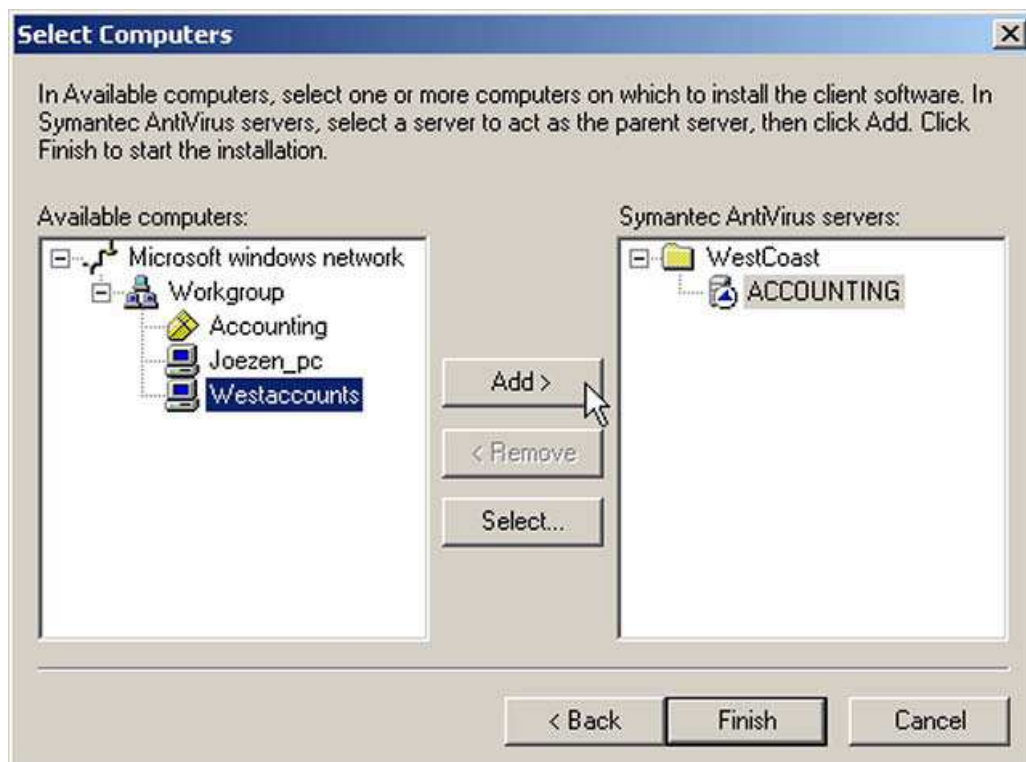 Select Computers
In Available computers, select one or more computers on which to install the client software. In
Symantec AntiVirus servers, select a server to act as the parent server, then click Add. Click
Finish to start the installation.
Available computers:
Microsoft windows network
Workgroup
Accounting
Joezen_pc
Westaccounts
Add >
< Remove
Select...
Symantec AntiVirus servers:
WestCoast
ACCOUNTING
< Back
Finish
Cancel